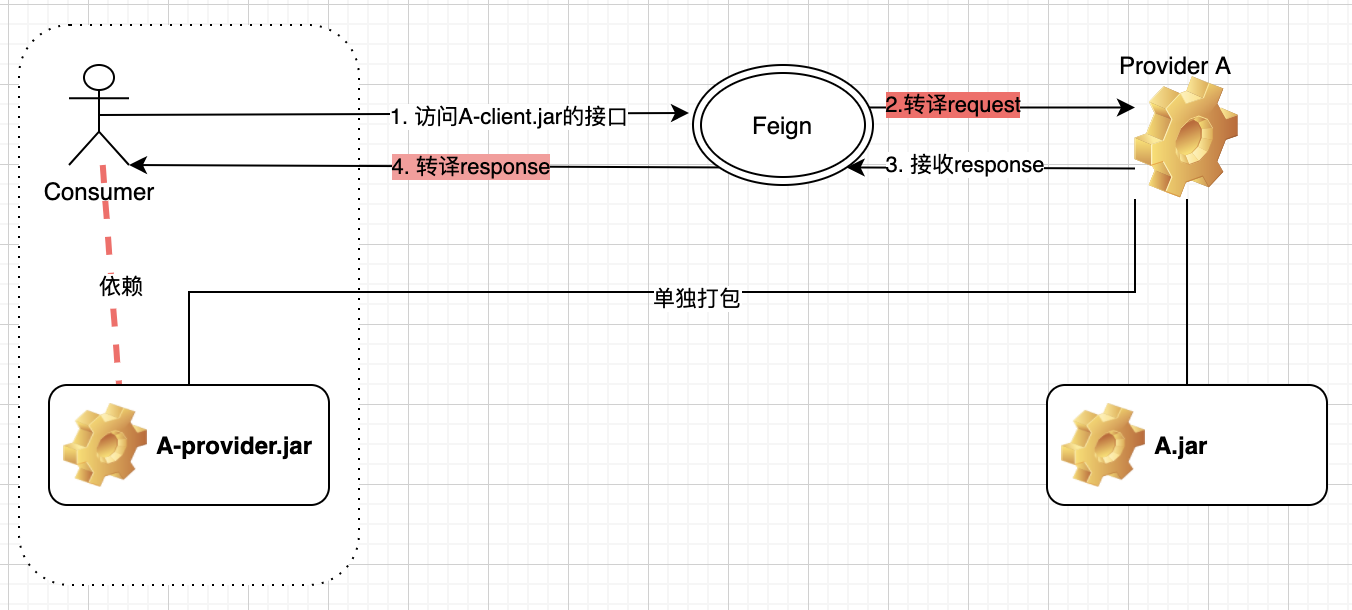 Provider A
1. 访问A-client.jar的接口
Feign
2.转译request
4. 转译response
3. 接收response
Consumer
依赖
单独打包
A-provider.jar
A.jar